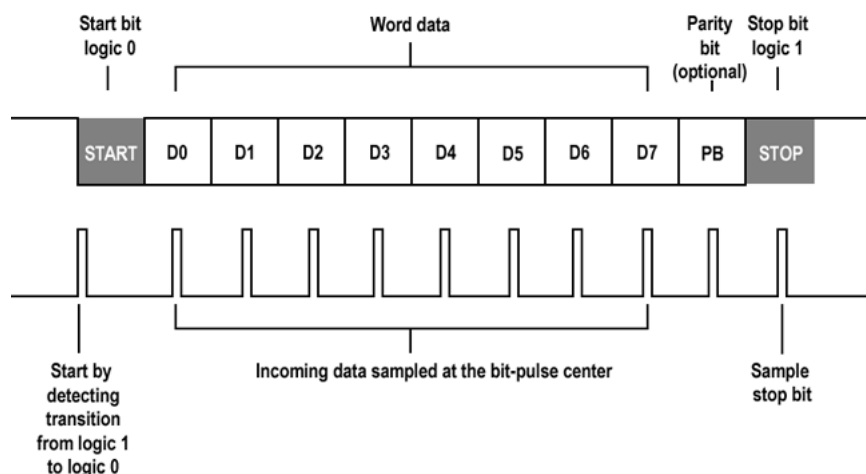 Start bit
logic 0
Word data
Parity
bit
(optional)
Stop bit
logic 1
START D0 D1 D2 D3 D4 D5 D6 D7 PB STOP
Start by
detecting
transition
from logic 1
to logic 0
Incoming data sampled at the bit-pulse center
Sample
stop bit